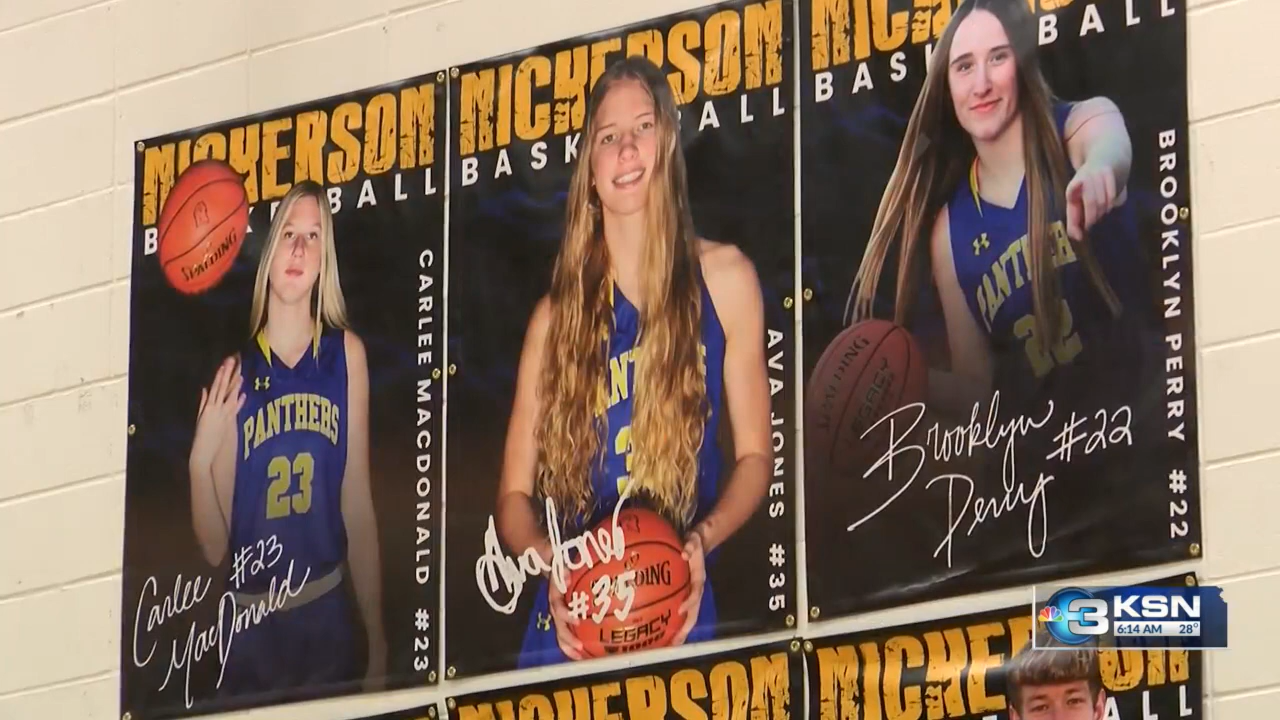 NICKERSON
BASKETBALL
SPALDING
CARLEE MACDONALD #23
PANTHERS
23
Carlee #23
MacDonald
NICKERSON
BASKETBALL
AVA JONES #35
Ava Jones
#35
SPALDING
LEGACY
BALL
BROOKLYN PERRY #22
PANTHERS
22
SPALDING
LEGACY
Brooklyn
Perry #22
NICKERSON
NICKERSON
3 KSN
6:14 AM 28°